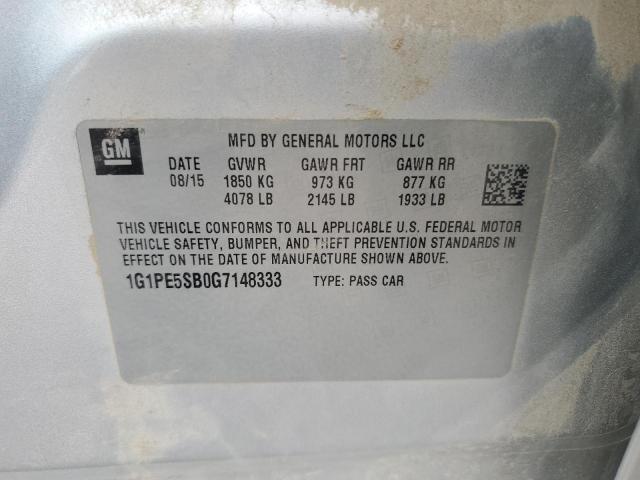 GM
MFD BY GENERAL MOTORS LLC
DATE GVWR GAWR FRT GAWR RR
08/15 1850 KG 973 KG 877 KG
4078 LB 2145 LB 1933 LB
THIS VEHICLE CONFORMS TO ALL APPLICABLE U.S. FEDERAL MOTOR
VEHICLE SAFETY, BUMPER, AND THEFT PREVENTION STANDARDS IN
EFFECT ON THE DATE OF MANUFACTURE SHOWN ABOVE.
1G1PE5SB0G7148333 TYPE: PASS CAR